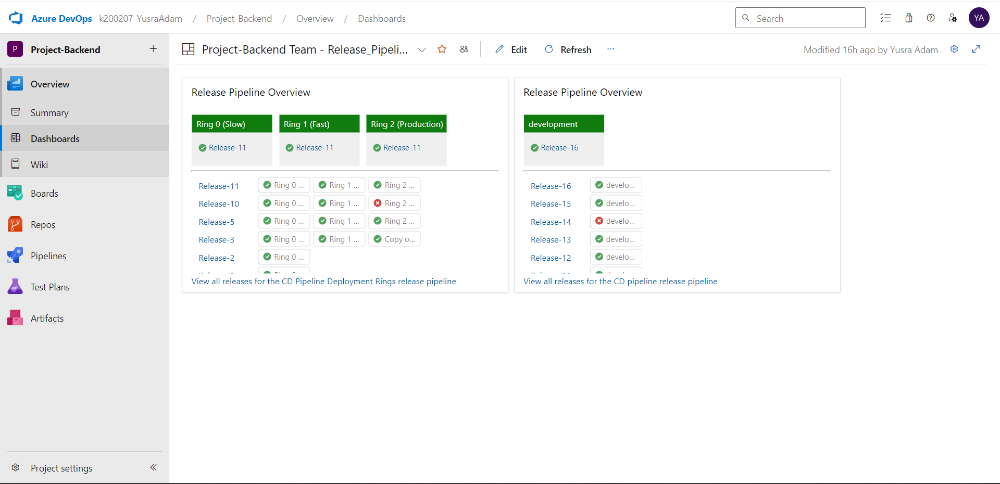 Azure DevOps k200207-YusraAdam / Project-Backend / Overview / Dashboards
Search
YA
P Project-Backend
Project-Backend Team - Release_Pipeli...
Edit
Refresh
Modified 16h ago by Yusra Adam
Overview
Summary
Dashboards
Wiki
Boards
Repos
Pipelines
Test Plans
Artifacts
Project settings
Release Pipeline Overview
Ring 0 (Slow) Ring 1 (Fast) Ring 2 (Production)
Release-11 Release-11 Release-11
Release-11 Ring 0 ... Ring 1 ... Ring 2 ...
Release-10 Ring 0 ... Ring 1 ... Ring 2 ...
Release-5 Ring 0 ... Ring 1 ... Ring 2 ...
Release-3 Ring 0 ... Ring 1 ... Copy o...
Release-2 Ring 0 ...
View all releases for the CD Pipeline Deployment Rings release pipeline
Release Pipeline Overview
development
Release-16
Release-16 develo...
Release-15 develo...
Release-14 develo...
Release-13 develo...
Release-12 develo...
View all releases for the CD pipeline release pipeline